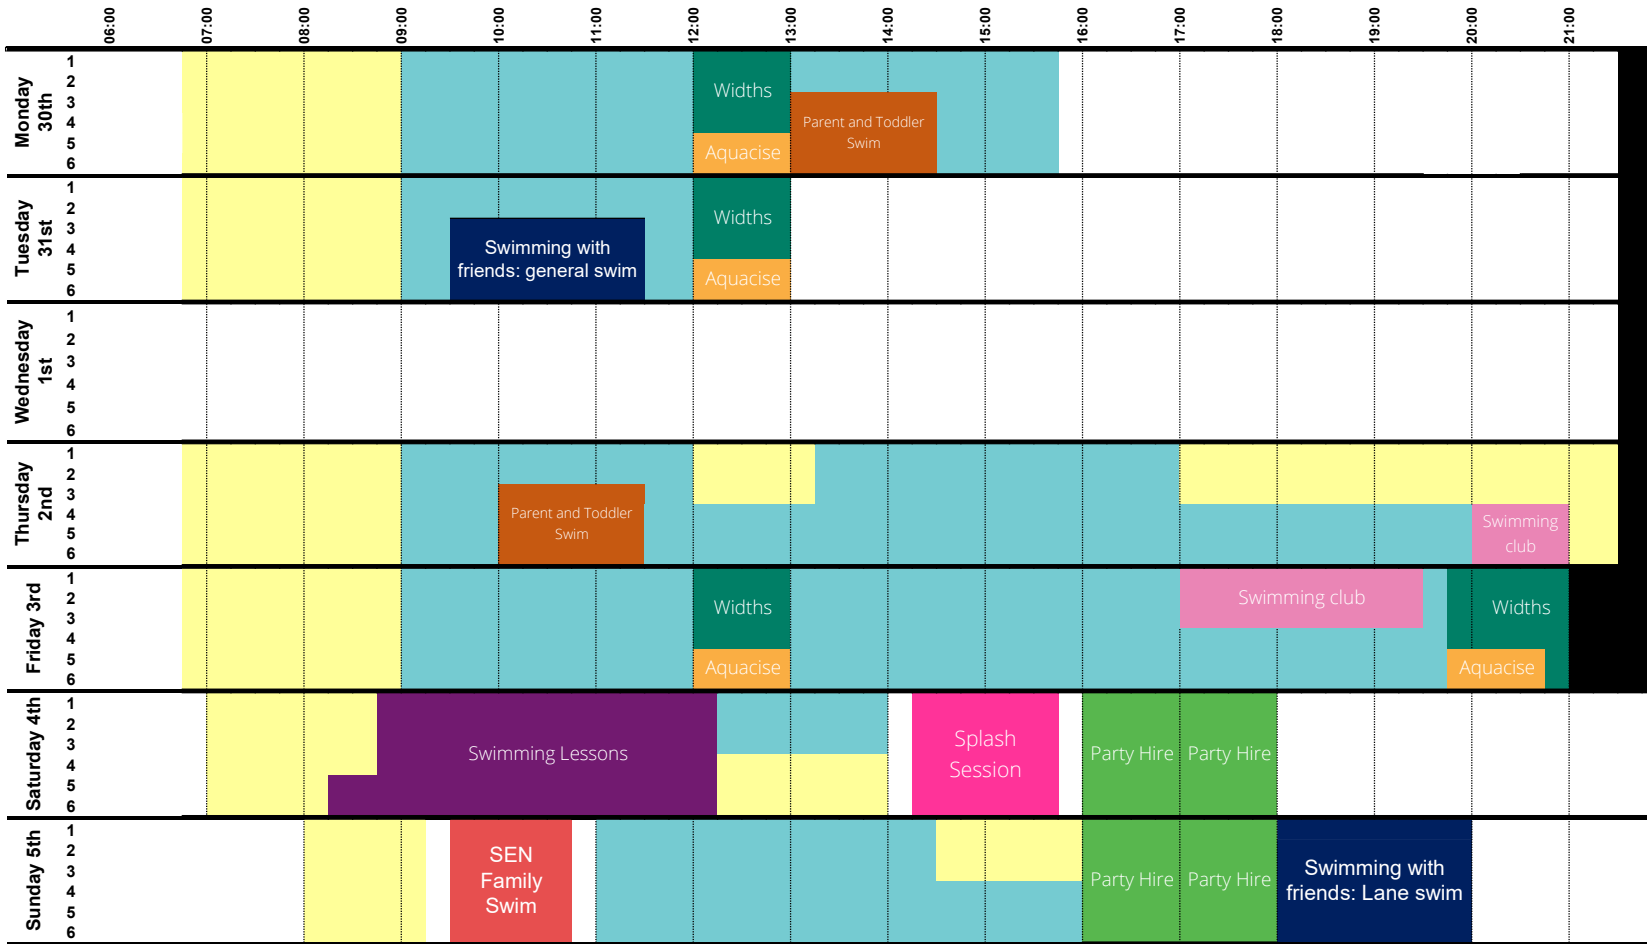 06:00 07:00 08:00 09:00 10:00 11:00 12:00 13:00 14:00 15:00 16:00 17:00 18:00 19:00 20:00 21:00
Monday
30th
1
2
3
4
5
6
Widths
Aquacise
Parent and Toddler
Swim
Tuesday
31st
1
2
3
4
5
6
Swimming with
friends: general swim
Widths
Aquacise
Wednesday
1st
1
2
3
4
5
6
Thursday
2nd
1
2
3
4
5
6
Parent and Toddler
Swim
Swimming
club
Friday 3rd
1
2
3
4
5
6
Widths
Aquacise
Swimming club
Widths
Aquacise
Saturday 4th
1
2
3
4
5
6
Swimming Lessons
Splash
Session
Party Hire
Party Hire
Sunday 5th
1
2
3
4
5
6
SEN
Family
Swim
Party Hire
Party Hire
Swimming with
friends: Lane swim